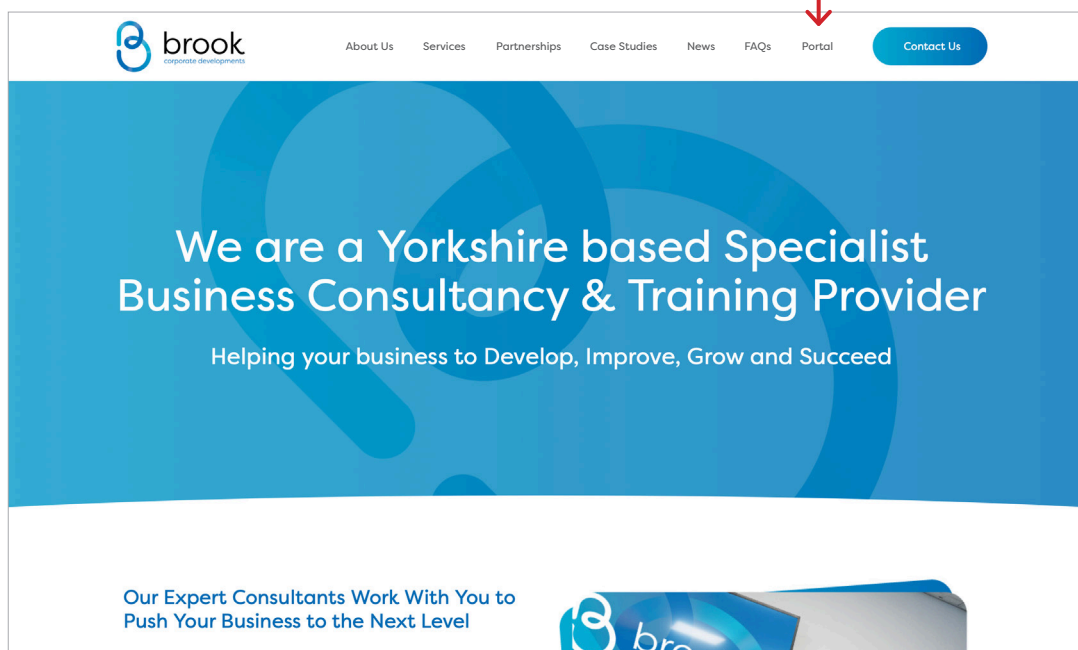 brook
corporate developments
About Us Services Partnerships Case Studies News FAQs Portal Contact Us
We are a Yorkshire based Specialist
Business Consultancy & Training Provider
Helping your business to Develop, Improve, Grow and Succeed
Our Expert Consultants Work With You to
Push Your Business to the Next Level